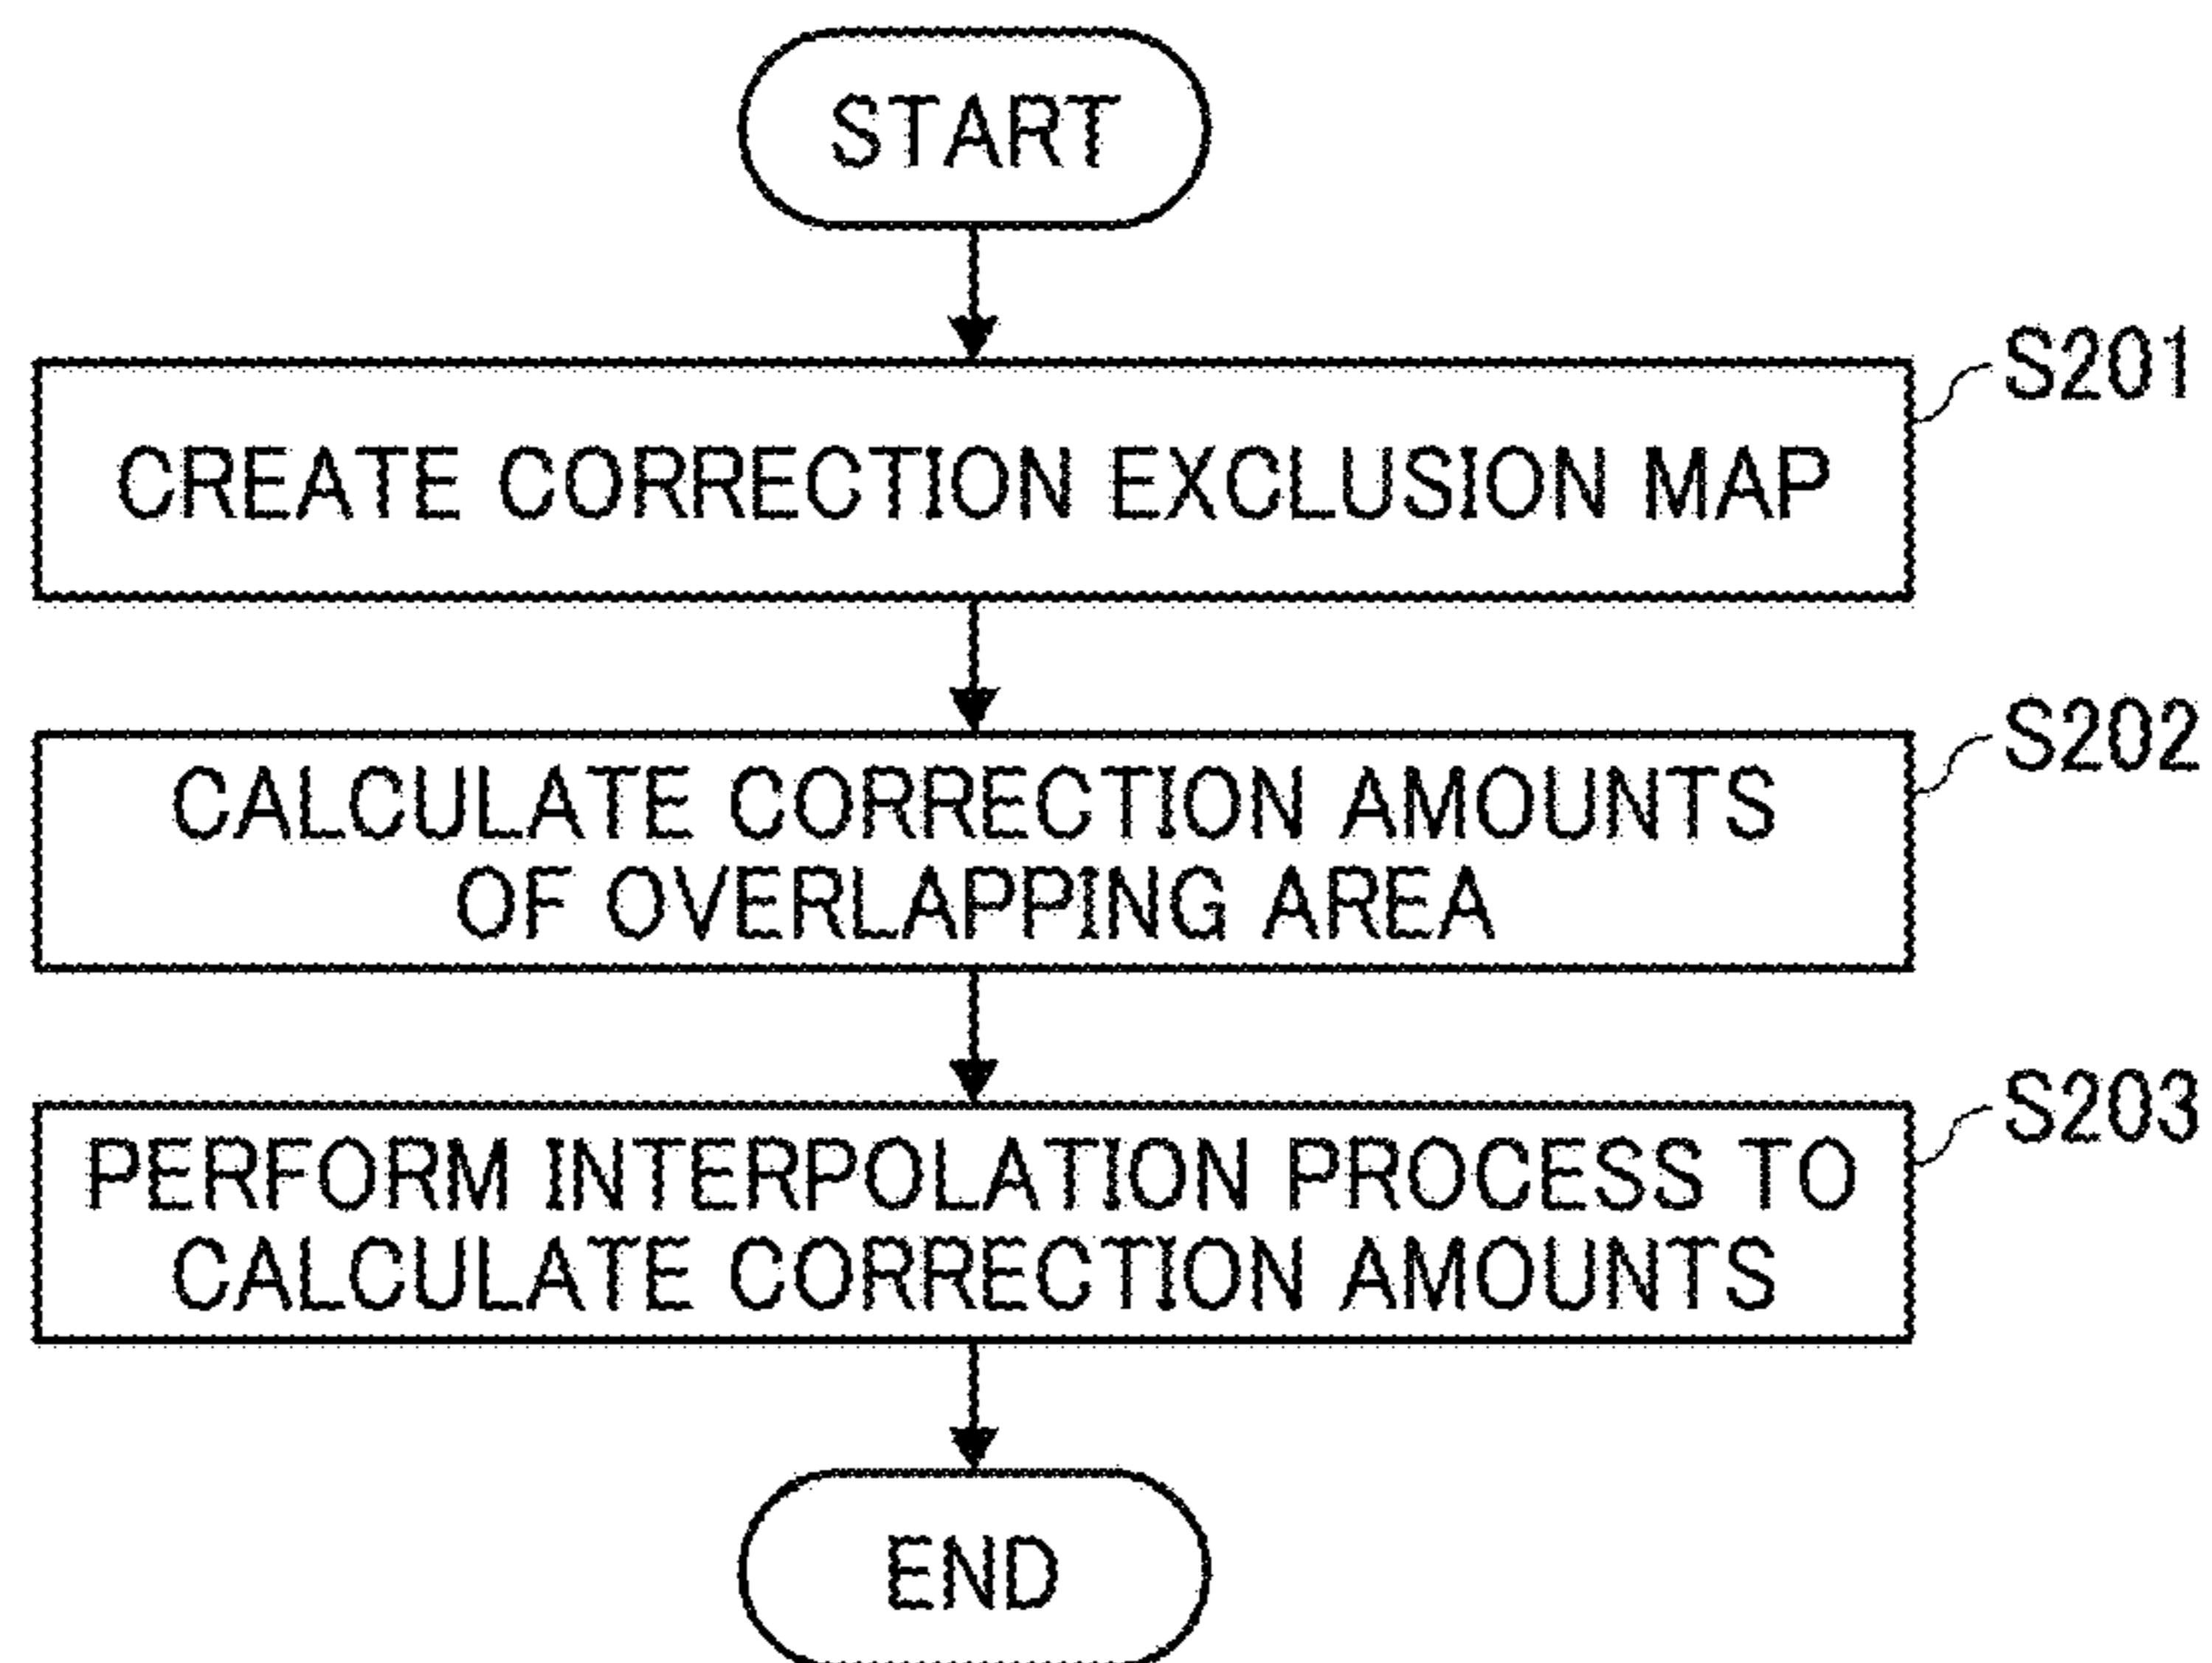 START
S201
CREATE CORRECTION EXCLUSION MAP
S202
CALCULATE CORRECTION AMOUNTS
OF OVERLAPPING AREA
S203
PERFORM INTERPOLATION PROCESS TO
CALCULATE CORRECTION AMOUNTS
END